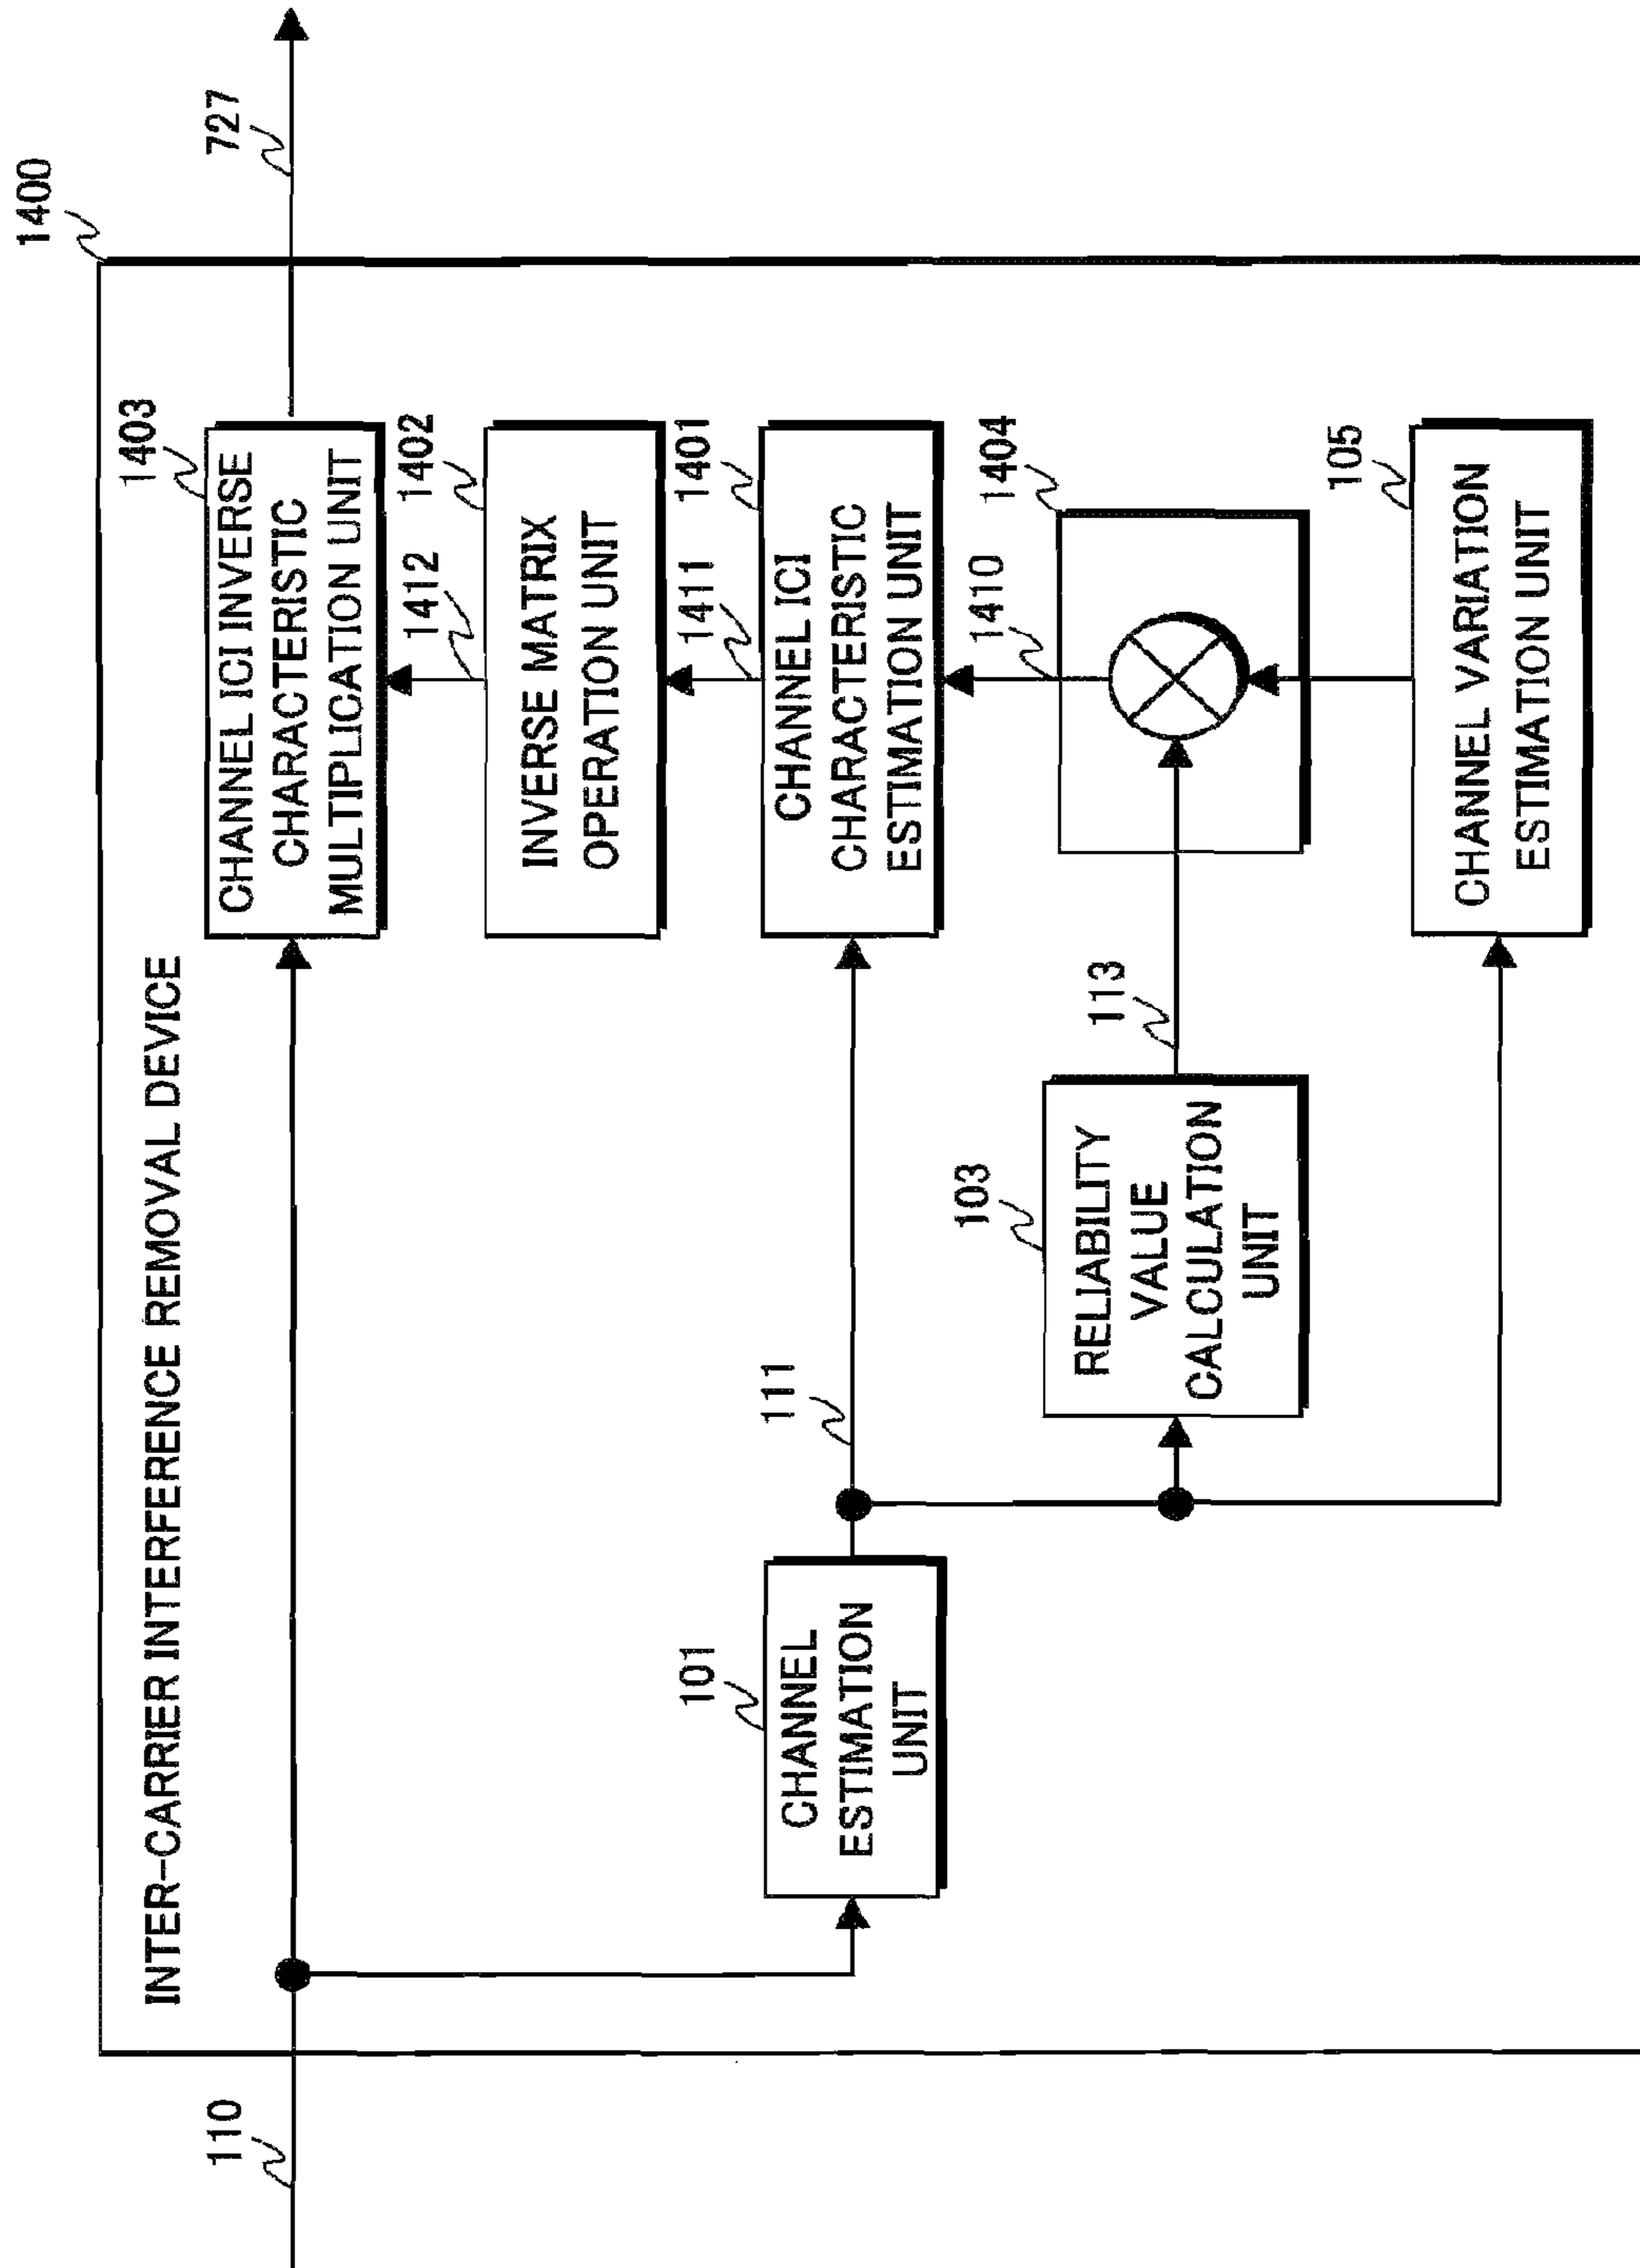 1400
727
110
INTER-CARRIER INTERFERENCE REMOVAL DEVICE
1403
CHANNEL ICI INVERSE
CHARACTERISTIC
MULTIPLICATION UNIT
1412
1402
INVERSE MATRIX
OPERATION UNIT
1411
1401
CHANNEL ICI
CHARACTERISTIC
ESTIMATION UNIT
101
CHANNEL
ESTIMATION
UNIT
111
1410
1404
103
RELIABILITY
VALUE
CALCULATION
UNIT
113
105
CHANNEL VARIATION
ESTIMATION UNIT